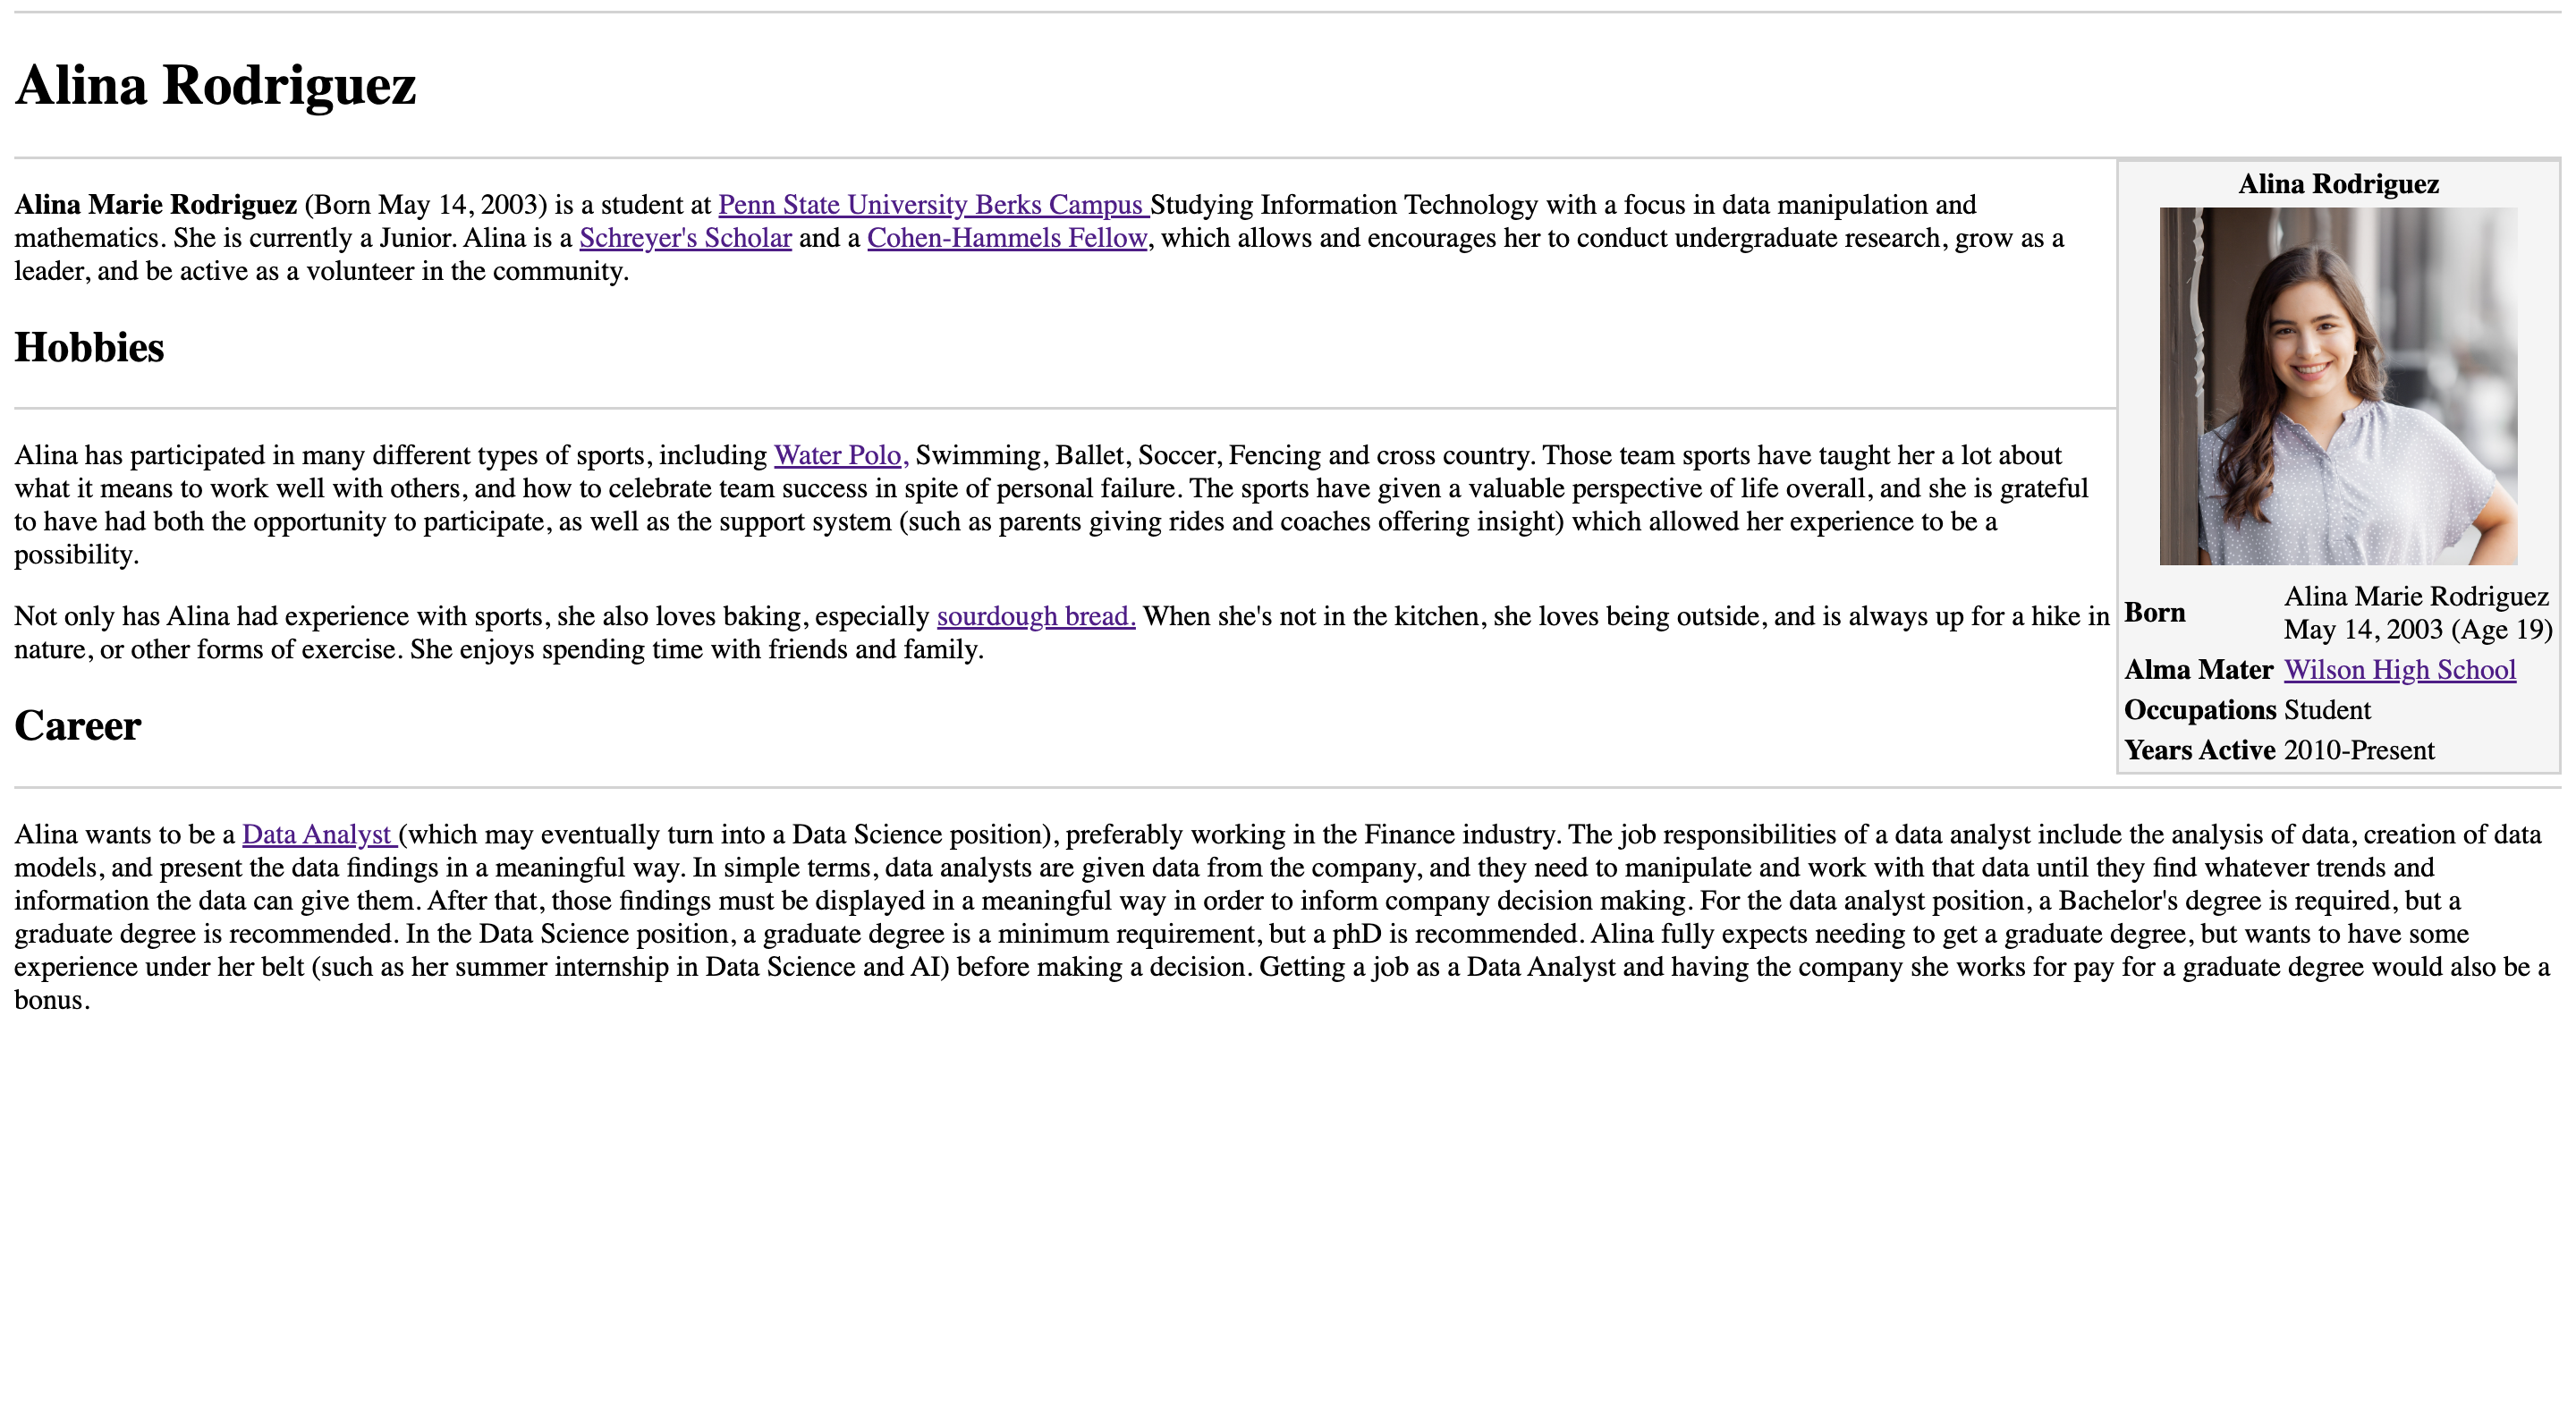 Alina Rodriguez
Alina Marie Rodriguez (Born May 14, 2003) is a student at Penn State University Berks Campus Studying Information Technology with a focus in data manipulation and
mathematics. She is currently a Junior. Alina is a Schreyer's Scholar and a Cohen-Hammels Fellow, which allows and encourages her to conduct undergraduate research, grow as a
leader, and be active as a volunteer in the community.
Hobbies
Alina has participated in many different types of sports, including Water Polo, Swimming, Ballet, Soccer, Fencing and cross country. Those team sports have taught her a lot about
what it means to work well with others, and how to celebrate team success in spite of personal failure. The sports have given a valuable perspective of life overall, and she is grateful
to have had both the opportunity to participate, as well as the support system (such as parents giving rides and coaches offering insight) which allowed her experience to be a
possibility.
Not only has Alina had experience with sports, she also loves baking, especially sourdough bread. When she's not in the kitchen, she loves being outside, and is always up for a hike in
nature, or other forms of exercise. She enjoys spending time with friends and family.
Alina Rodriguez
Born Alina Marie Rodriguez
May 14, 2003 (Age 19)
Alma Mater Wilson High School
Occupations Student
Years Active 2010-Present
Career
Alina wants to be a Data Analyst (which may eventually turn into a Data Science position), preferably working in the Finance industry. The job responsibilities of a data analyst include the analysis of data, creation of data
models, and present the data findings in a meaningful way. In simple terms, data analysts are given data from the company, and they need to manipulate and work with that data until they find whatever trends and
information the data can give them. After that, those findings must be displayed in a meaningful way in order to inform company decision making. For the data analyst position, a Bachelor's degree is required, but a
graduate degree is recommended. In the Data Science position, a graduate degree is a minimum requirement, but a phD is recommended. Alina fully expects needing to get a graduate degree, but wants to have some
experience under her belt (such as her summer internship in Data Science and AI) before making a decision. Getting a job as a Data Analyst and having the company she works for pay for a graduate degree would also be a
bonus.